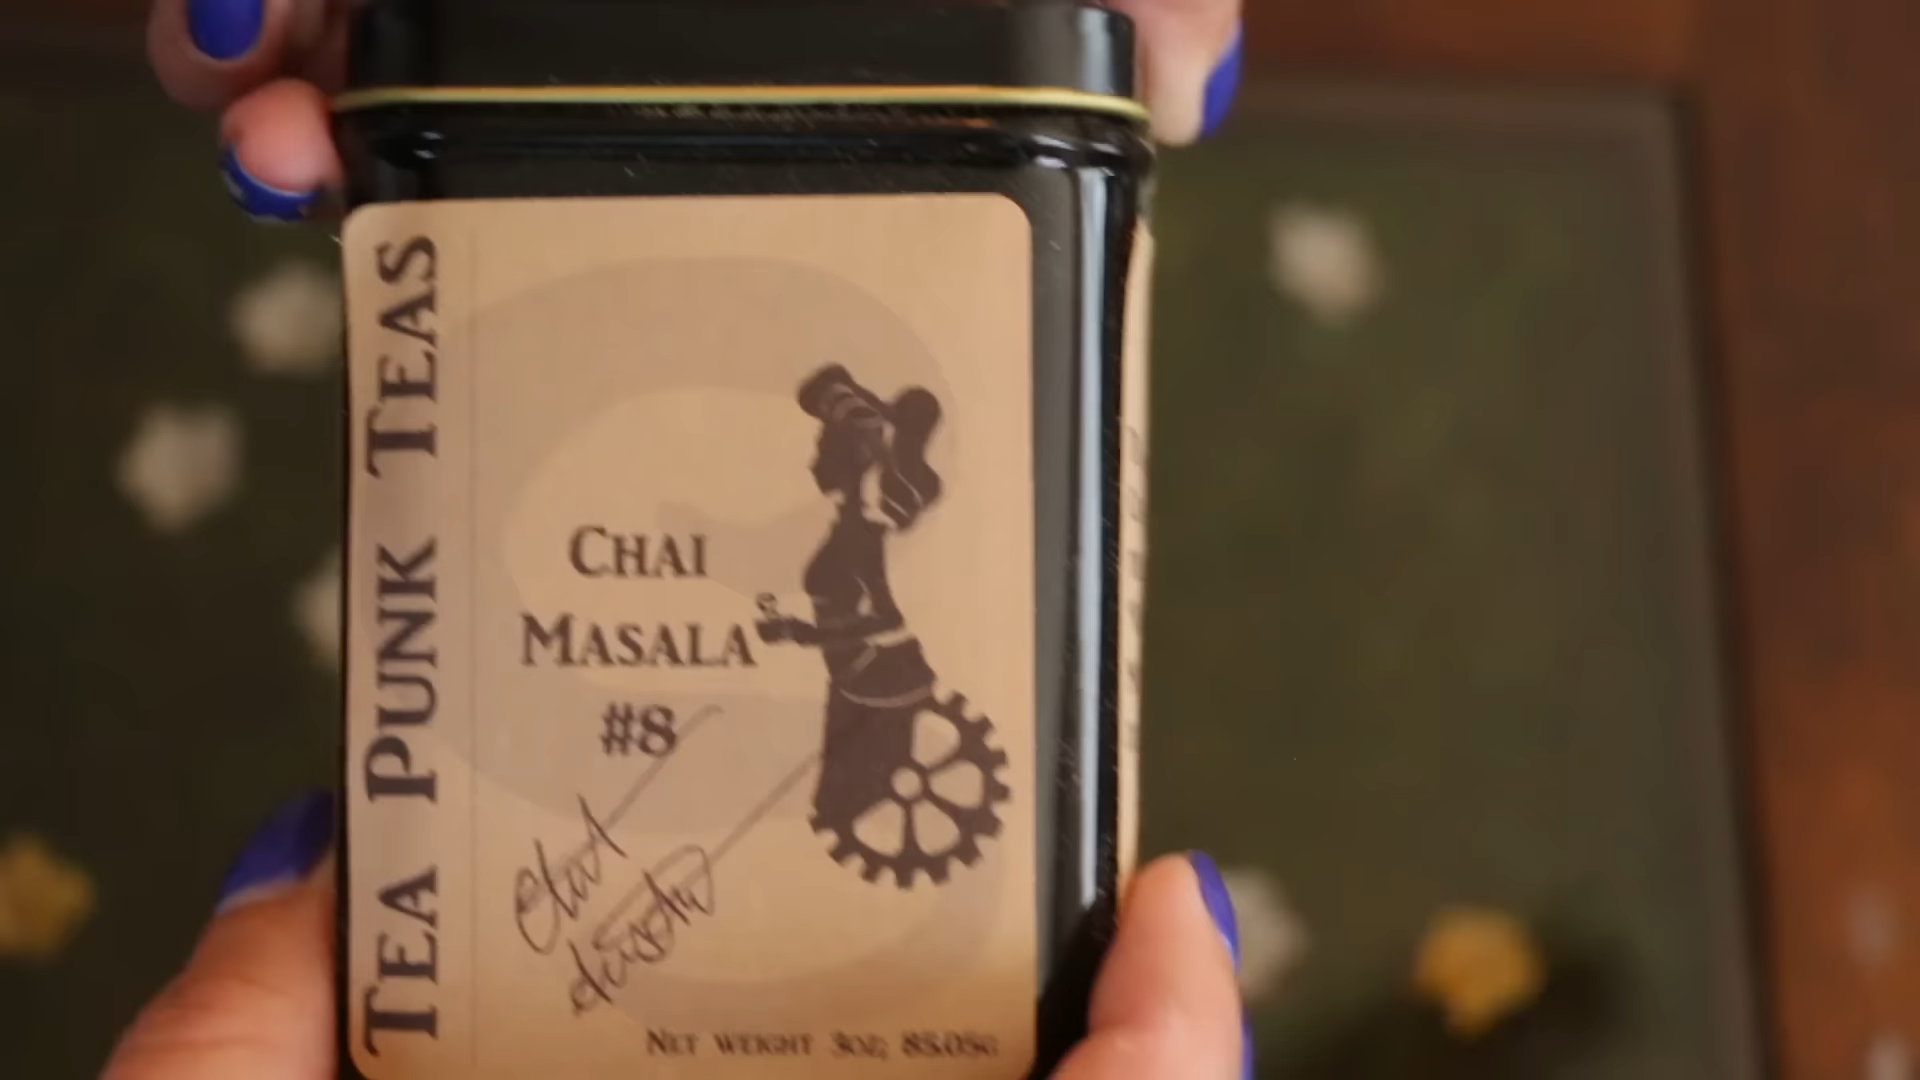 TEA PUNK TEAS
CHAI
MASALA
#8
NET WEIGHT 3OZ; 85.05G